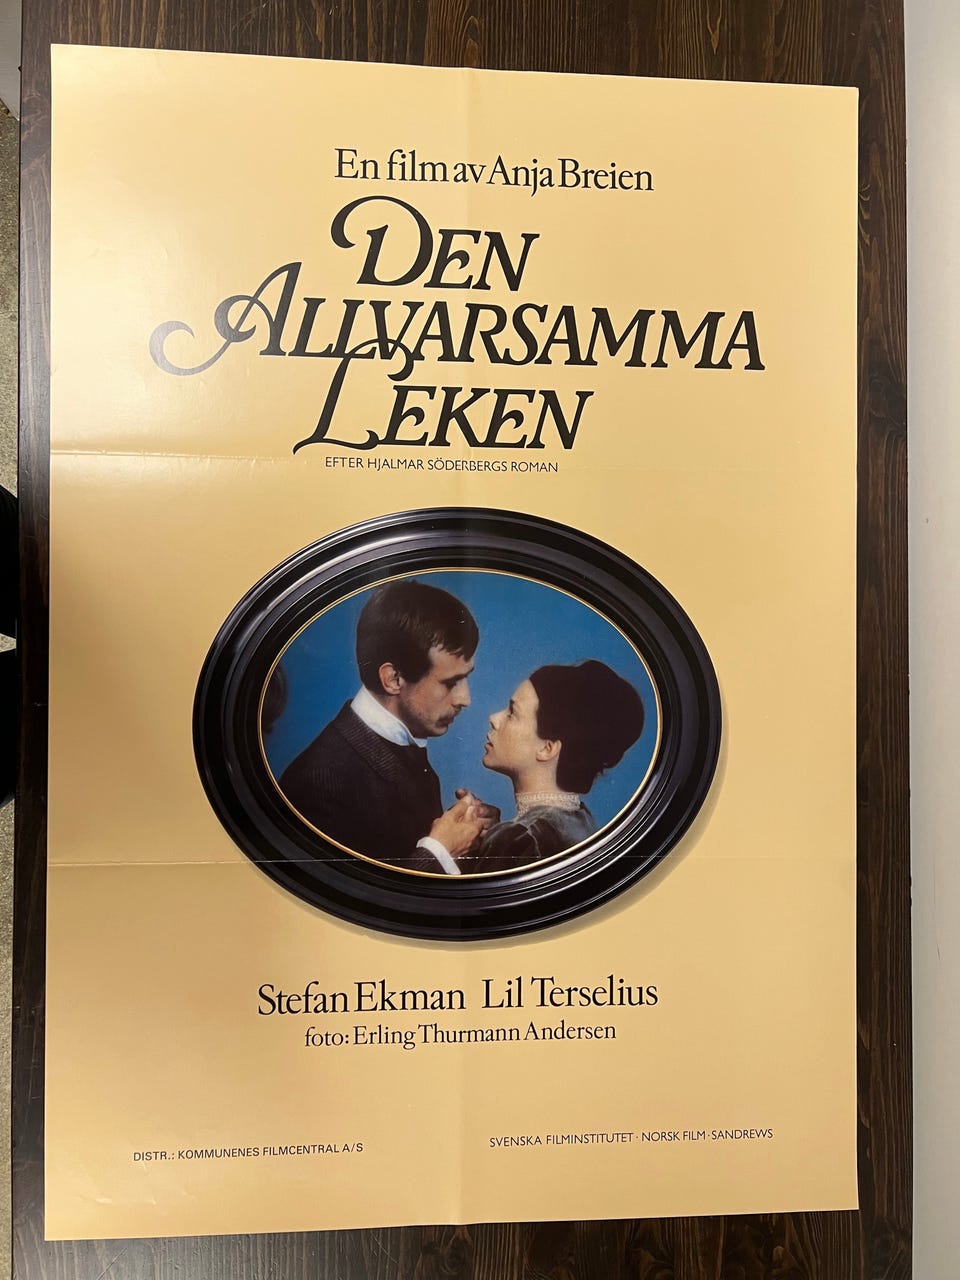 En film av Anja Breien
DEN
ALLVARSAMMA
LEKEN
EFTER HJALMAR SÖDERBERGS ROMAN
Stefan Ekman Lil Terselius
foto: Erling Thurmann Andersen
DISTR.: KOMMUNENES FILMCENTRAL A/S
SVENSKA FILMINSTITUTET · NORSK FILM · SANDREWS